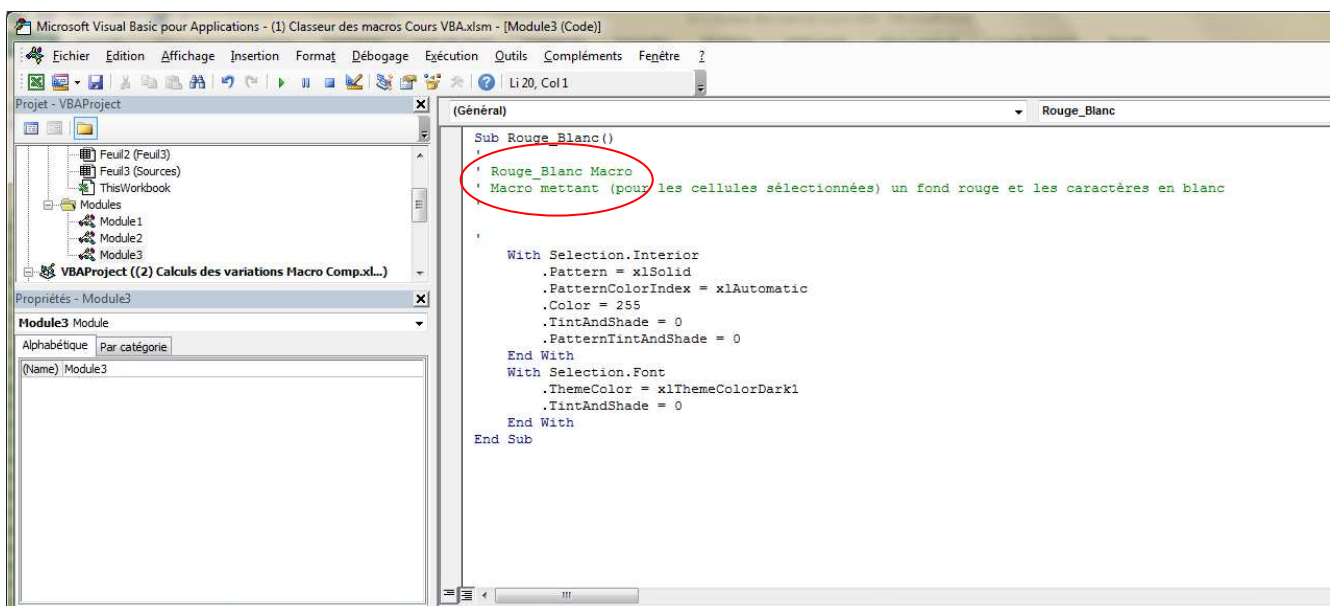 Microsoft Visual Basic pour Applications - (1) Classeur des macros Cours VBA.xlsm - [Module3 (Code)]
Fichier Edition Affichage Insertion Format Débogage Exécution Outils Compléments Fenêtre ?
Li 20, Col 1
Projet - VBAProject
(Général) Rouge_Blanc
Feuil2 (Feuil3)
Feuil3 (Sources)
ThisWorkbook
Modules
Module1
Module2
Module3
VBAProject ((2) Calculs des variations Macro Comp.xl...)
Propriétés - Module3
Module3 Module
Alphabétique Par catégorie
(Name) Module3
Sub Rouge_Blanc()
'
' Rouge_Blanc Macro
' Macro mettant (pour les cellules sélectionnées) un fond rouge et les caractères en blanc
'
'
With Selection.Interior
.Pattern = xlSolid
.PatternColorIndex = xlAutomatic
.Color = 255
.TintAndShade = 0
.PatternTintAndShade = 0
End With
With Selection.Font
.ThemeColor = xlThemeColorDark1
.TintAndShade = 0
End With
End Sub